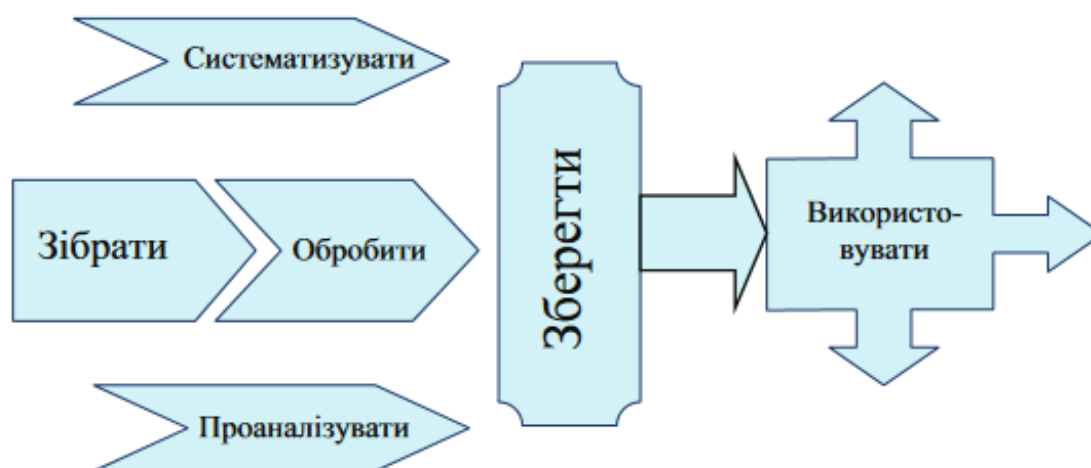 Систематизувати
Зібрати
Обробити
Проаналізувати
Зберегти
Використо-
вувати